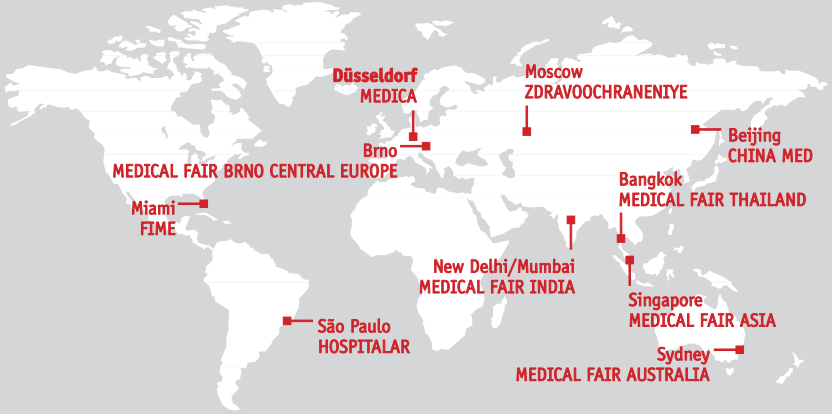 Düsseldorf
MEDICA
Moscow
ZDRAVOOCHRANENIYE
Brno
MEDICAL FAIR BRNO CENTRAL EUROPE
Beijing
CHINA MED
Miami
FIME
Bangkok
MEDICAL FAIR THAILAND
New Delhi/Mumbai
MEDICAL FAIR INDIA
Singapore
MEDICAL FAIR ASIA
São Paulo
HOSPITALAR
Sydney
MEDICAL FAIR AUSTRALIA